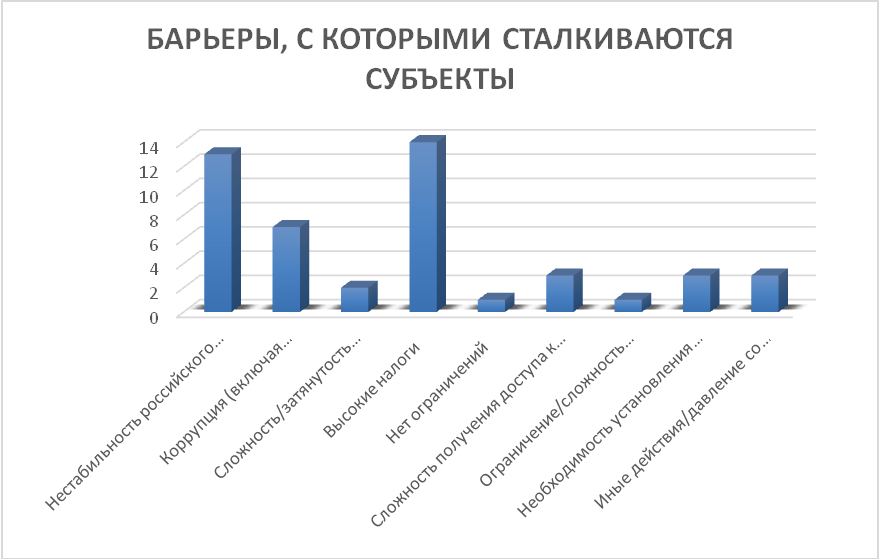 БАРЬЕРЫ, С КОТОРЫМИ СТАЛКИВАЮТСЯ
СУБЪЕКТЫ
14
12
10
8
6
4
2
0
Нестабильность российского...
Коррупция (включая...
Сложность/затянутость...
Высокие налоги
Нет ограничений
Сложность получения доступа к...
Ограничение/сложность...
Необходимость установления...
Иные действия/давление со...